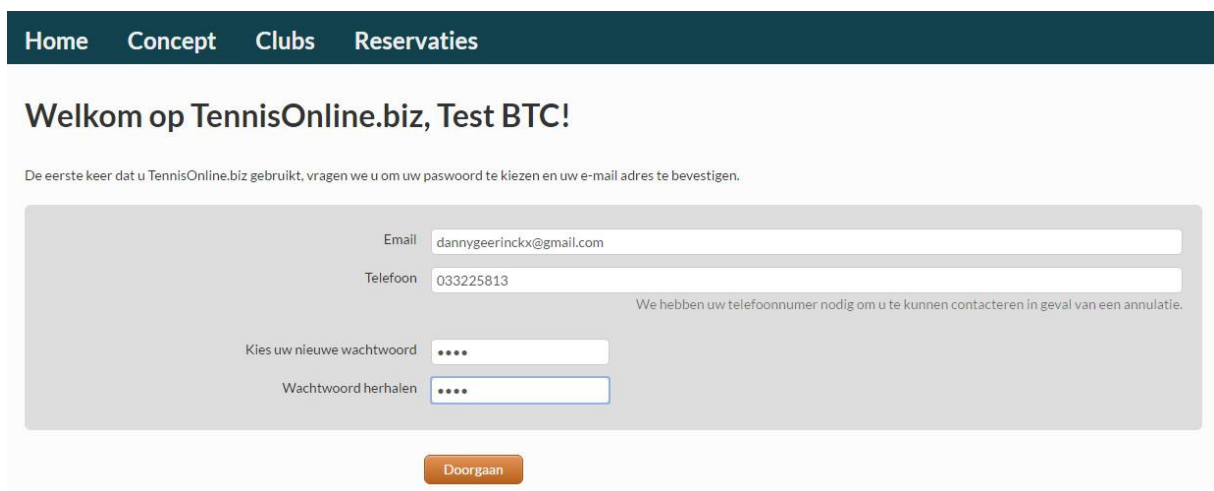 Home Concept Clubs Reservaties
Welkom op TennisOnline.biz, Test BTC!
De eerste keer dat u TennisOnline.biz gebruikt, vragen we u om uw paswoord te kiezen en uw e-mail adres te bevestigen.
Email dannygeerinckx@gmail.com
Telefoon 033225813
We hebben uw telefoonnumer nodig om u te kunnen contacteren in geval van een annulatie.
Kies uw nieuwe wachtwoord ••••
Wachtwoord herhalen ••••
Doorgaan